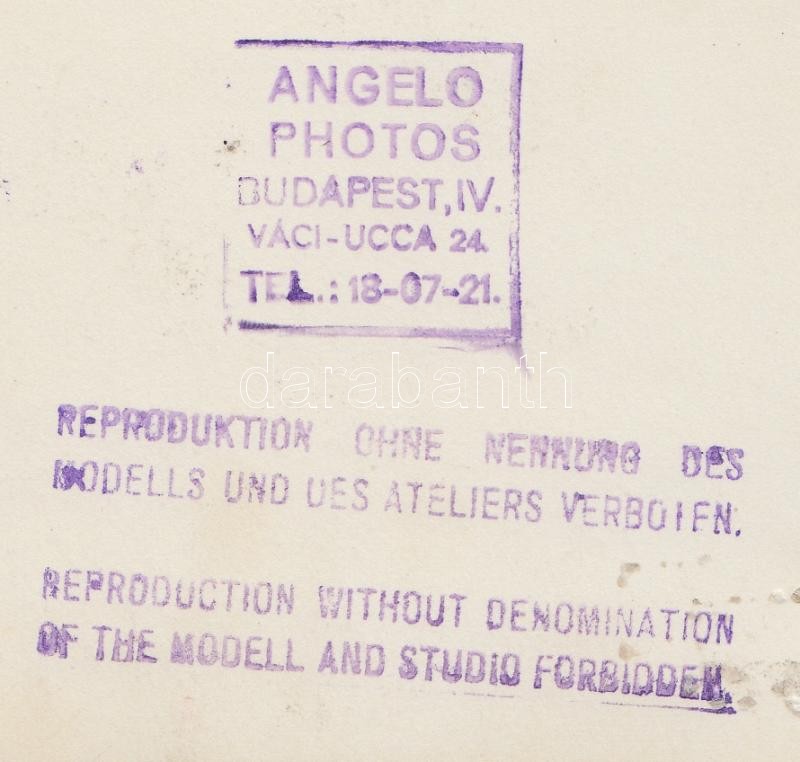 ANGELO
PHOTOS
BUDAPEST, IV.
VÁCI-UCCA 24.
TEL.: 18-07-21.
darabanth
REPRODUKTION OHNE NENNUNG DES
MODELLS UND DES ATELIERS VERBOTEN.
REPRODUCTION WITHOUT DENOMINATION
OF THE MODELL AND STUDIO FORBIDDEN.